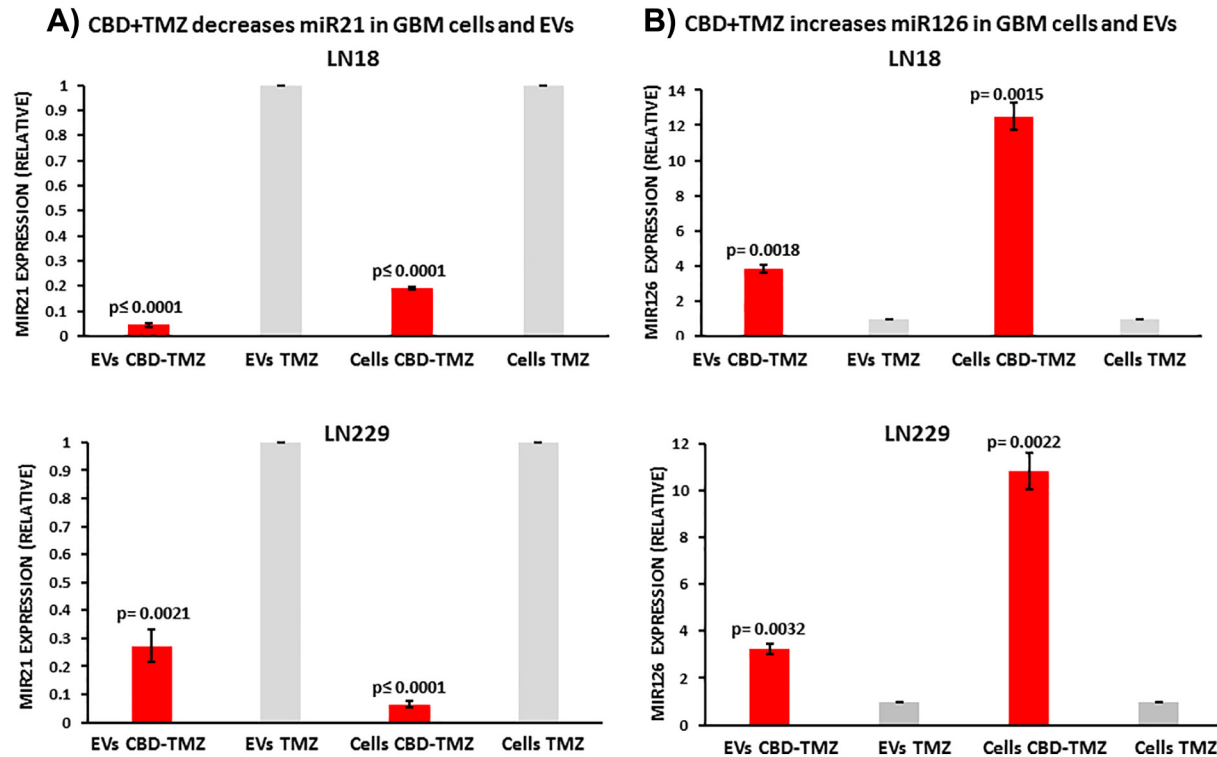 A) CBD+TMZ decreases miR21 in GBM cells and EVs
LN18
MIR21 EXPRESSION (RELATIVE)
1
0.9
0.8
0.7
0.6
0.5
0.4
0.3
0.2
0.1
0
p≤ 0.0001
p≤ 0.0001
EVs CBD-TMZ EVs TMZ Cells CBD-TMZ Cells TMZ
B) CBD+TMZ increases miR126 in GBM cells and EVs
LN18
MIR126 EXPRESSION (RELATIVE)
14
12
10
8
6
4
2
0
p= 0.0018
p= 0.0015
EVs CBD-TMZ EVs TMZ Cells CBD-TMZ Cells TMZ
LN229
MIR21 EXPRESSION (RELATIVE)
1
0.9
0.8
0.7
0.6
0.5
0.4
0.3
0.2
0.1
0
p= 0.0021
p≤ 0.0001
EVs CBD-TMZ EVs TMZ Cells CBD-TMZ Cells TMZ
LN229
MIR126 EXPRESSION (RELATIVE)
12
10
8
6
4
2
0
p= 0.0032
p= 0.0022
EVs CBD-TMZ EVs TMZ Cells CBD-TMZ Cells TMZ